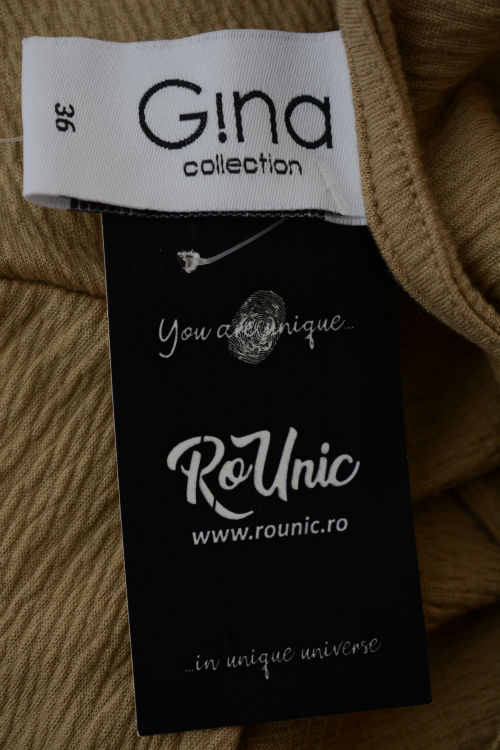 36
G!na
collection
You are unique...
RoUnic
www.rounic.ro
...in unique universe